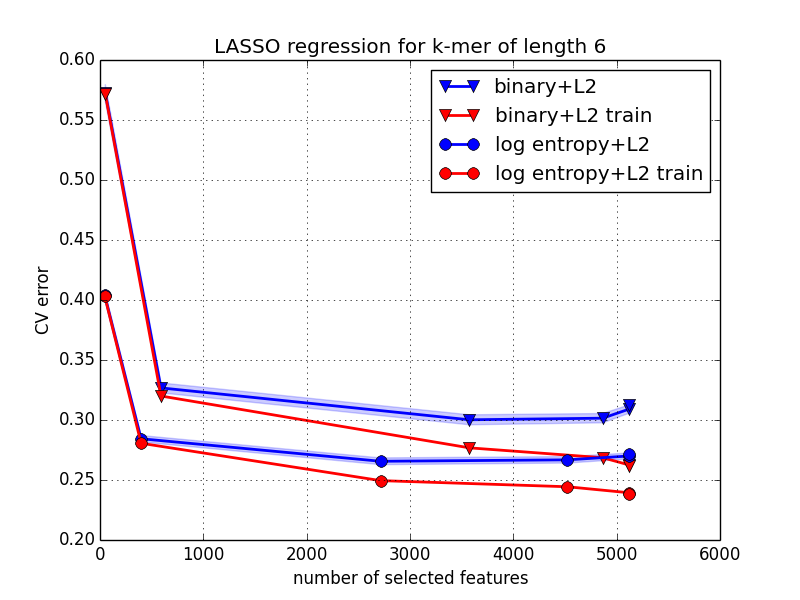 LASSO regression for k-mer of length 6
binary+L2
binary+L2 train
log entropy+L2
log entropy+L2 train
CV error
0.60
0.55
0.50
0.45
0.40
0.35
0.30
0.25
0.20
0 1000 2000 3000 4000 5000 6000
number of selected features